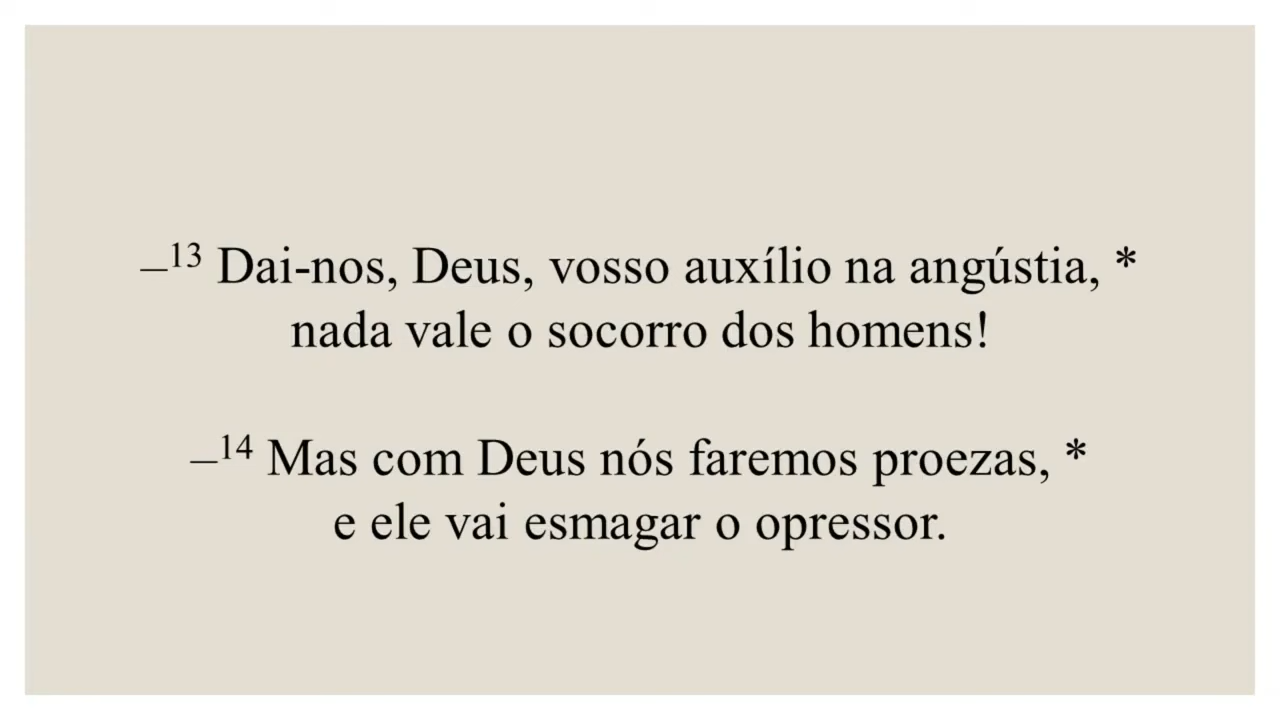 –13 Dai-nos, Deus, vosso auxílio na angústia, *
nada vale o socorro dos homens!
–14 Mas com Deus nós faremos proezas, *
e ele vai esmagar o opressor.